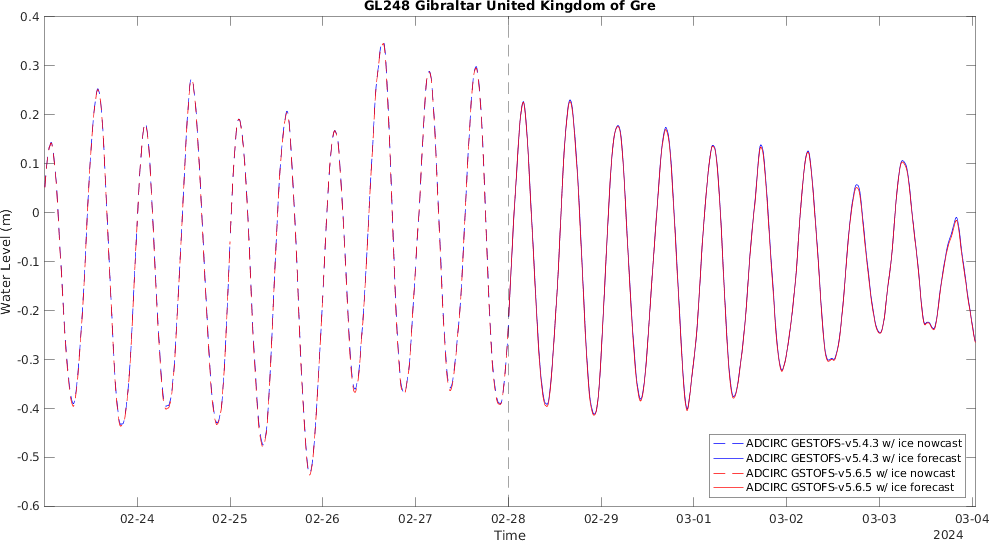 GL248 Gibraltar United Kingdom of Gre
0.4
0.3
0.2
0.1
0
-0.1
-0.2
-0.3
-0.4
-0.5
-0.6
Water Level (m)
ADCIRC GESTOFS-v5.4.3 w/ ice nowcast
ADCIRC GESTOFS-v5.4.3 w/ ice forecast
ADCIRC GSTOFS-v5.6.5 w/ ice nowcast
ADCIRC GSTOFS-v5.6.5 w/ ice forecast
02-24 02-25 02-26 02-27 02-28 02-29 03-01 03-02 03-03 03-04
Time
2024